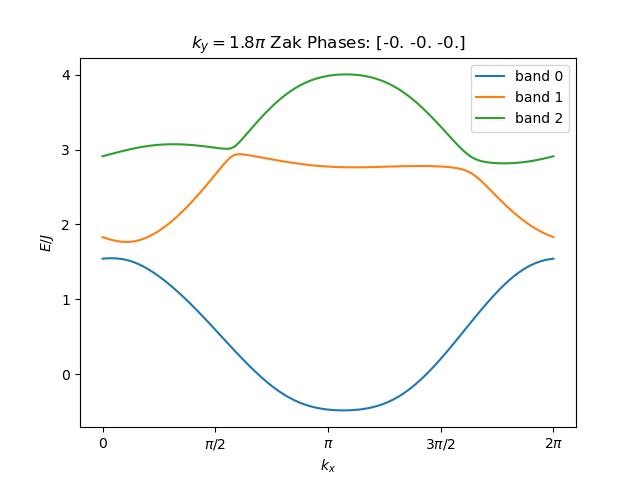 k_y = 1.8π Zak Phases: [-0. -0. -0.]
band 0
band 1
band 2
4
3
2
1
0
E/J
0 π/2 π 3π/2 2π
k_x